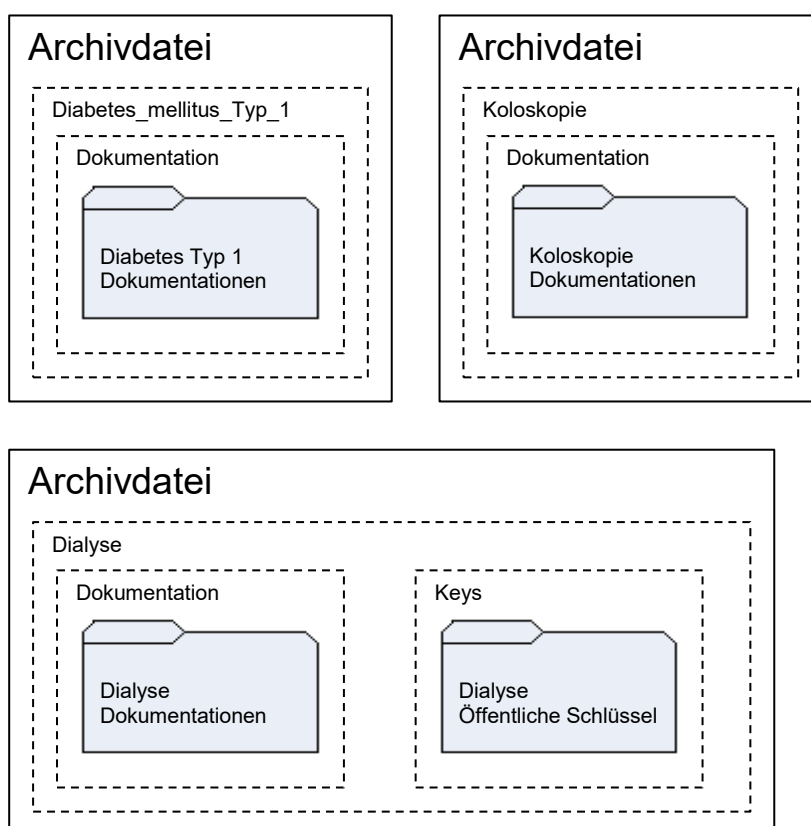 Archivdatei
Diabetes_mellitus_Typ_1
Dokumentation
Diabetes Typ 1
Dokumentationen
Archivdatei
Koloskopie
Dokumentation
Koloskopie
Dokumentationen
Archivdatei
Dialyse
Dokumentation
Dialyse
Dokumentationen
Keys
Dialyse
Öffentliche Schlüssel